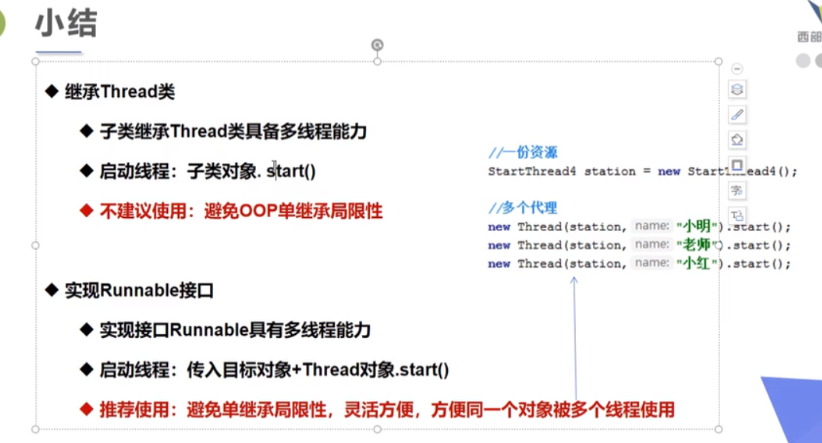 小结
西部
继承Thread类
子类继承Thread类具备多线程能力
启动线程：子类对象. start()
不建议使用：避免OOP单继承局限性
//一份资源
StartThread4 station = new StartThread4();
//多个代理
new Thread(station, name: "小明").start();
new Thread(station, name: "老师").start();
new Thread(station, name: "小红").start();
实现Runnable接口
实现接口Runnable具有多线程能力
启动线程：传入目标对象+Thread对象.start()
推荐使用：避免单继承局限性，灵活方便，方便同一个对象被多个线程使用